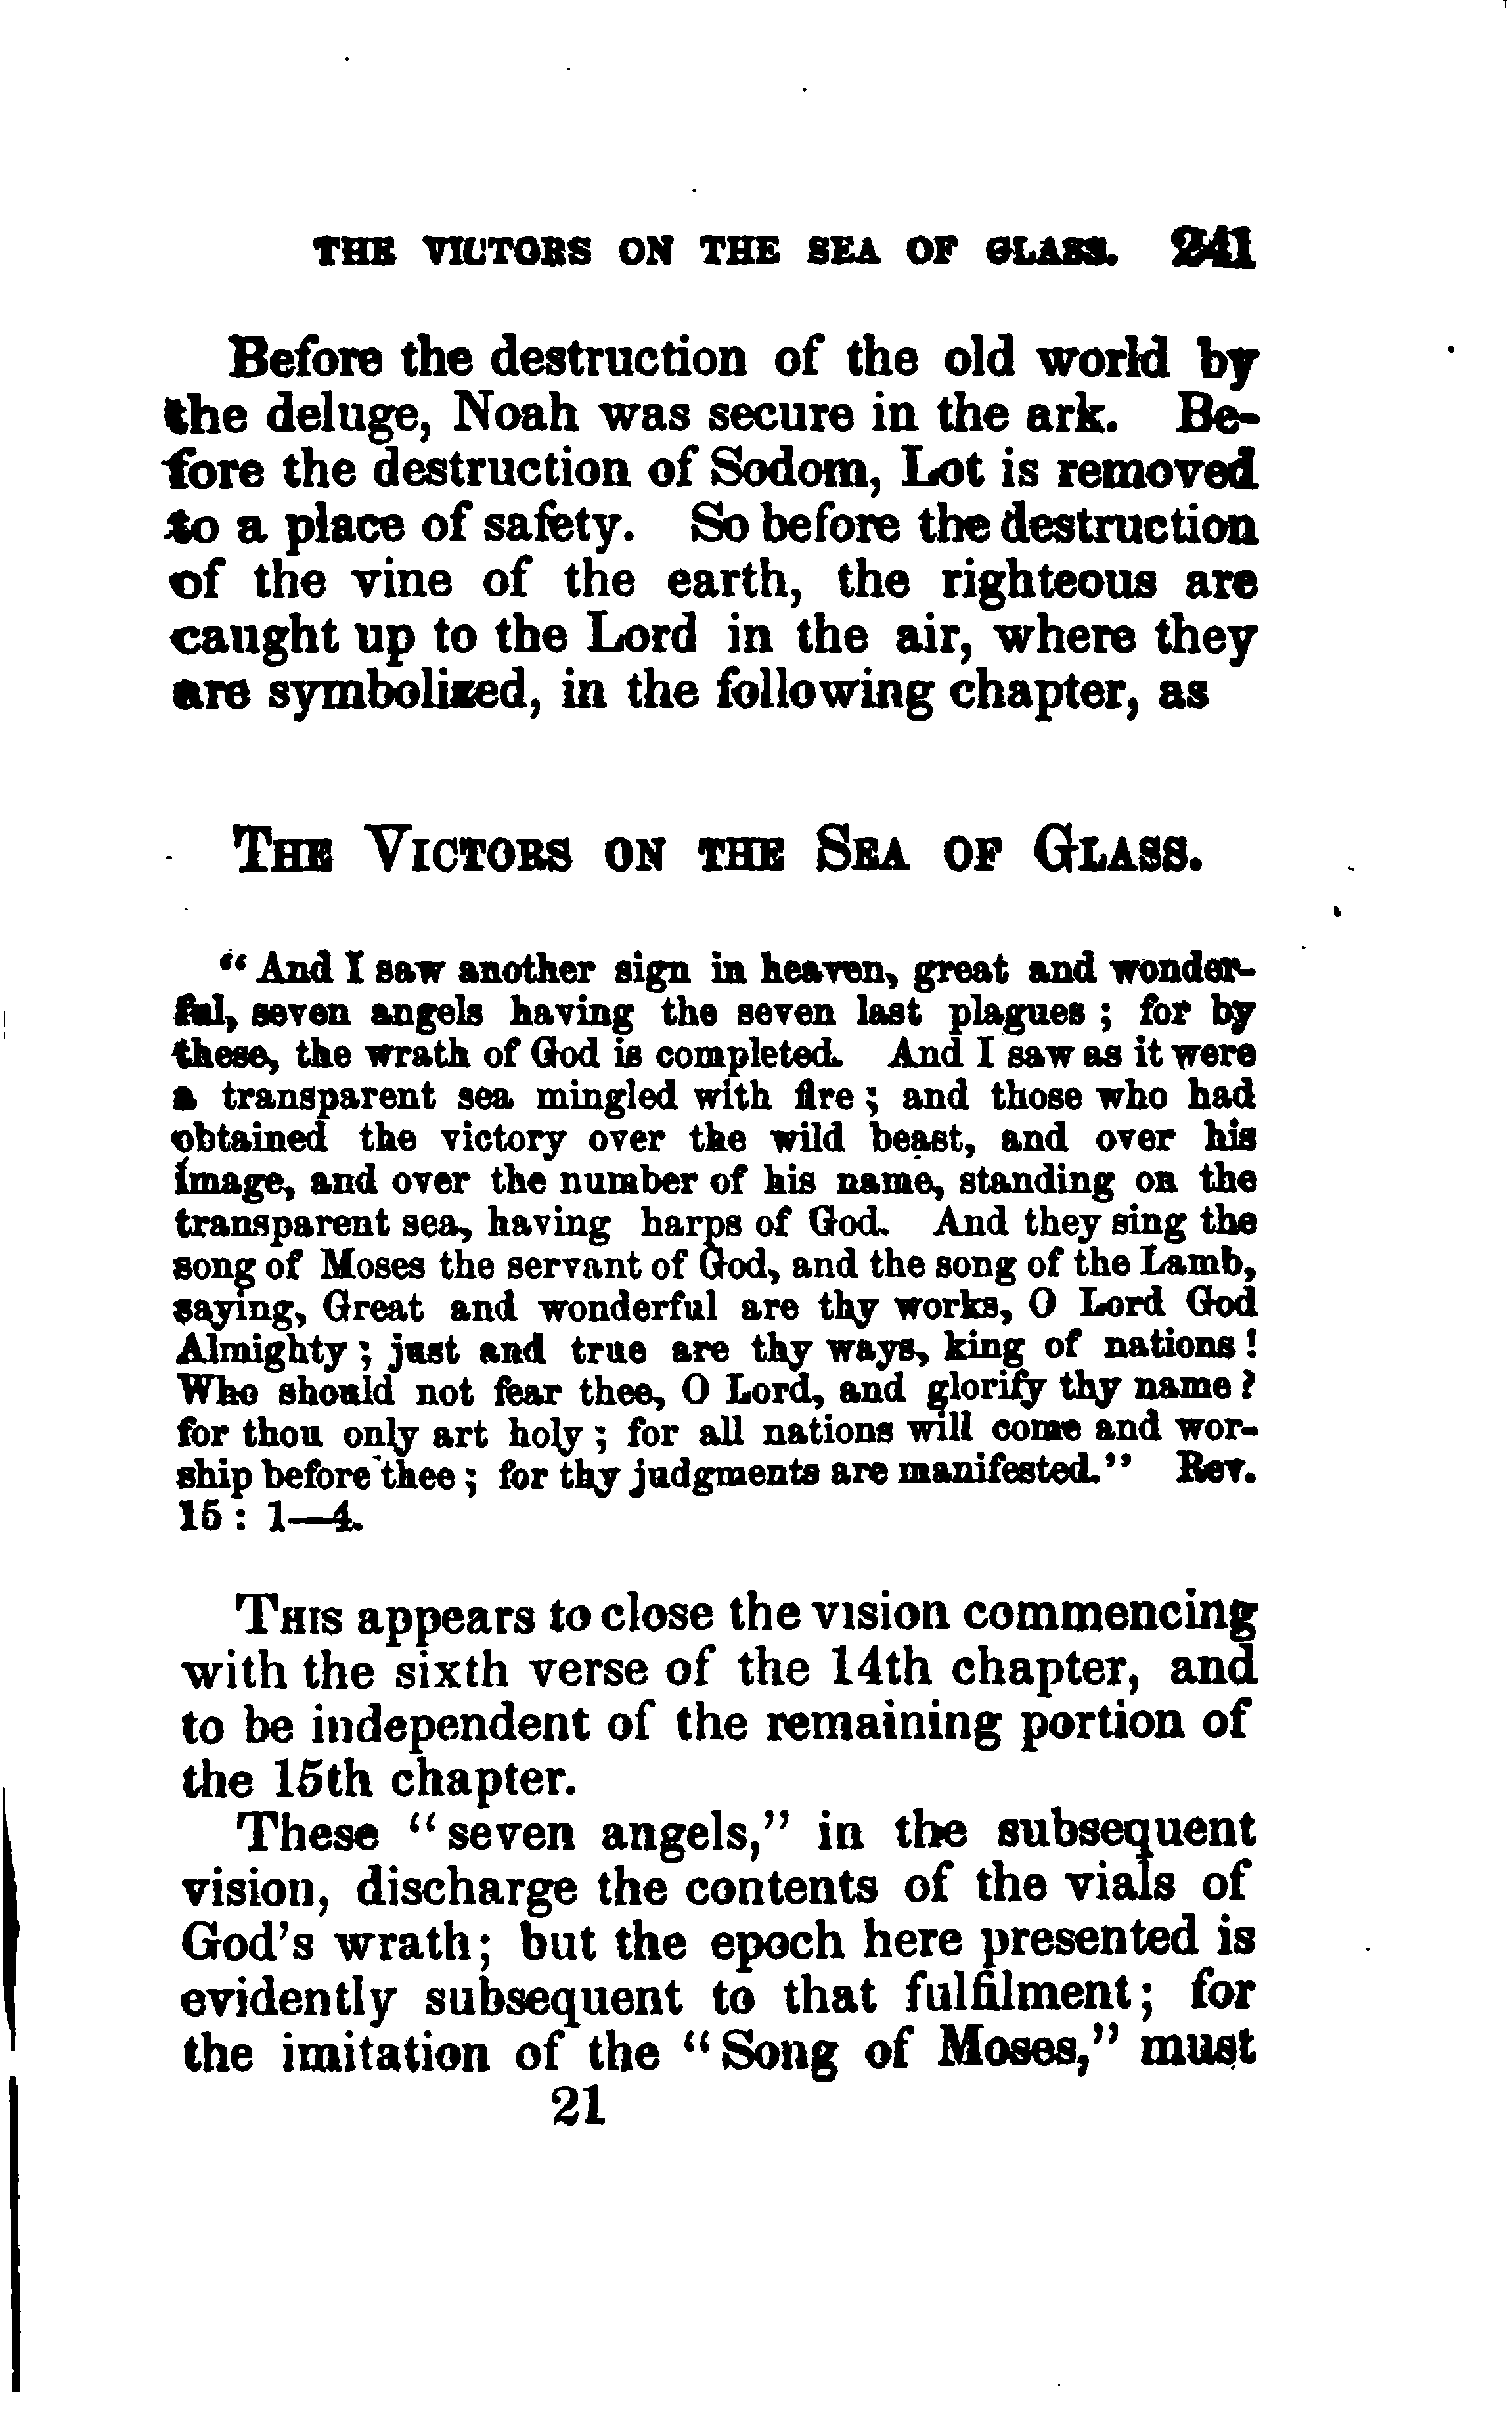 THE VICTORS ON THE SEA OF GLASS. 241
Before the destruction of the old world by
the deluge, Noah was secure in the ark. Be-
fore the destruction of Sodom, Lot is removed
to a place of safety. So before the destruction
of the vine of the earth, the righteous are
caught up to the Lord in the air, where they
are symbolized, in the following chapter, as
THE VICTORS ON THE SEA OF GLASS.
“And I saw another sign in heaven, great and wonder-
ful, seven angels having the seven last plagues; for by
these, the wrath of God is completed. And I saw as it were
a transparent sea mingled with fire; and those who had
obtained the victory over the wild beast, and over his
image, and over the number of his name, standing on the
transparent sea, having harps of God. And they sing the
song of Moses the servant of God, and the song of the Lamb,
saying, Great and wonderful are thy works, O Lord God
Almighty; just and true are thy ways, king of nations!
Who should not fear thee, O Lord, and glorify thy name?
for thou only art holy; for all nations will come and wor-
ship before thee; for thy judgments are manifested.” Rev.
15: 1—4.
THIS appears to close the vision commencing
with the sixth verse of the 14th chapter, and
to be independent of the remaining portion of
the 15th chapter.
These “seven angels,” in the subsequent
vision, discharge the contents of the vials of
God's wrath; but the epoch here presented is
evidently subsequent to that fulfilment; for
the imitation of the “Song of Moses,” must
21